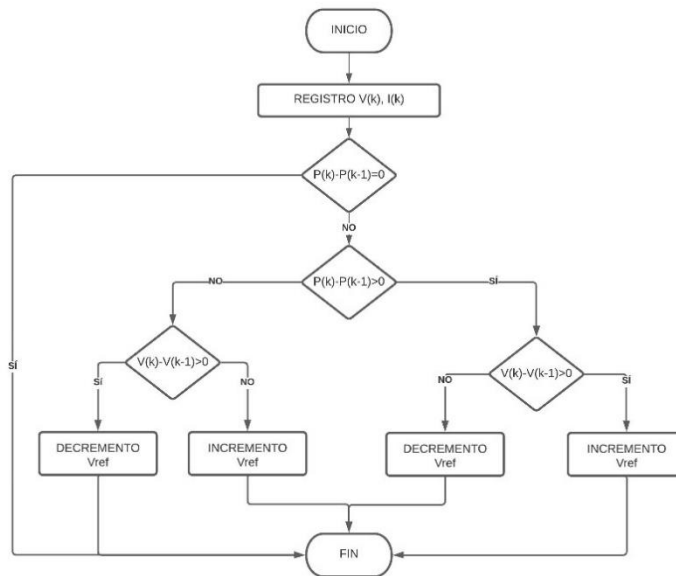 INICIO
REGISTRO V(k), I(k)
P(k)-P(k-1)=0
NO
P(k)-P(k-1)>0
NO
SÍ
V(k)-V(k-1)>0
V(k)-V(k-1)>0
SÍ
SÍ
NO
NO
SÍ
DECREMENTO
Vref
INCREMENTO
Vref
DECREMENTO
Vref
INCREMENTO
Vref
FIN